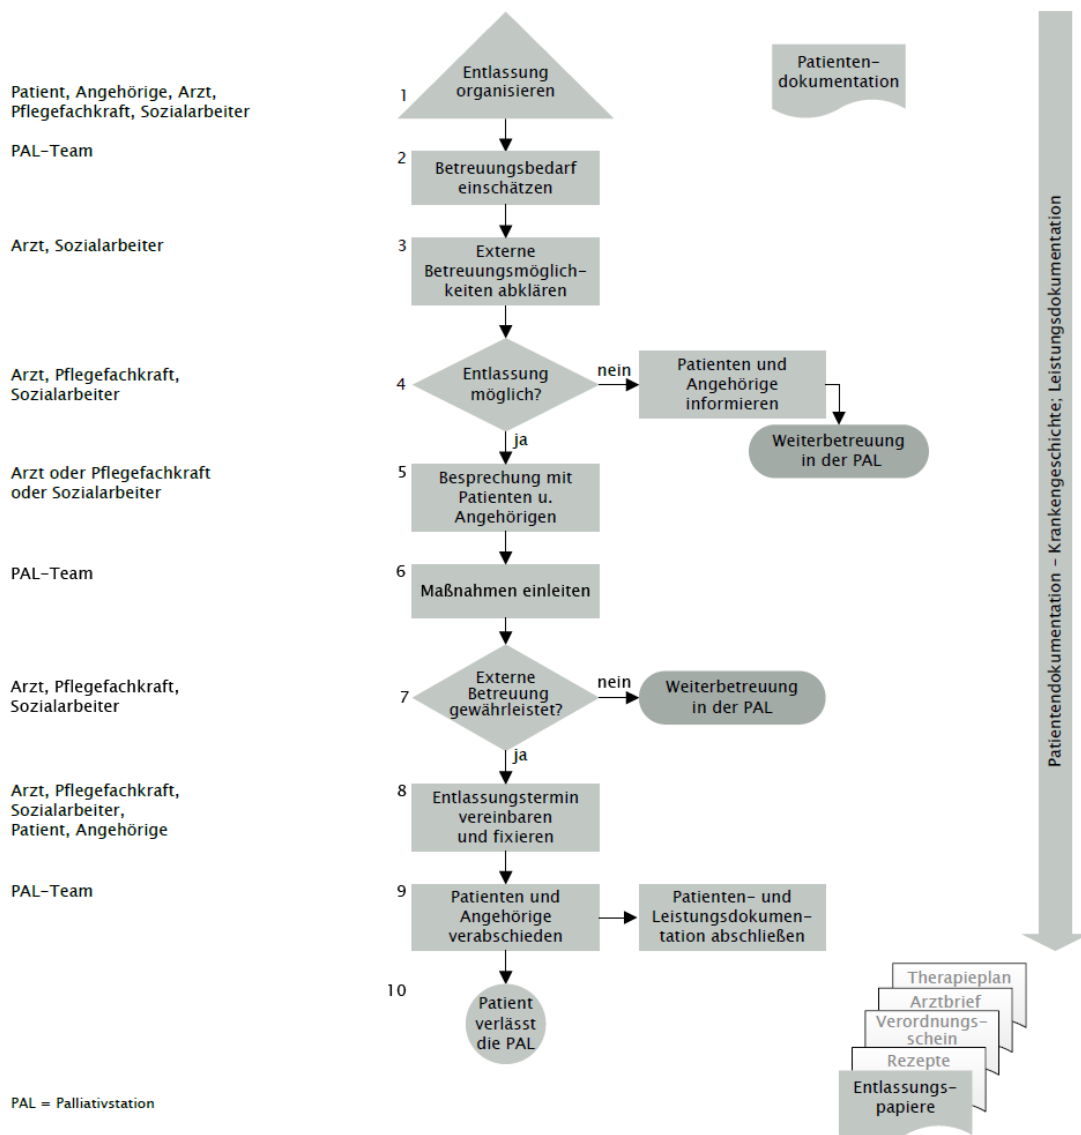 Patient, Angehörige, Arzt,
Pflegefachkraft, Sozialarbeiter
1
Entlassung
organisieren
Patienten-
dokumentation
PAL-Team
2
Betreuungsbedarf
einschätzen
Arzt, Sozialarbeiter
3
Externe
Betreuungsmöglich-
keiten abklären
Arzt, Pflegefachkraft,
Sozialarbeiter
4
Entlassung
möglich?
nein
Patienten und
Angehörige
informieren
Weiterbetreuung
in der PAL
ja
Arzt oder Pflegefachkraft
oder Sozialarbeiter
5
Besprechung mit
Patienten u.
Angehörigen
PAL-Team
6
Maßnahmen einleiten
Arzt, Pflegefachkraft,
Sozialarbeiter
7
Externe
Betreuung
gewährleistet?
nein
Weiterbetreuung
in der PAL
ja
Arzt, Pflegefachkraft,
Sozialarbeiter,
Patient, Angehörige
8
Entlassungstermin
vereinbaren
und fixieren
PAL-Team
9
Patienten und
Angehörige
verabschieden
Patienten- und
Leistungsdokumen-
tation abschließen
10
Patient
verlässt
die PAL
Patientendokumentation – Krankengeschichte; Leistungsdokumentation
Therapieplan
Arztbrief
Verordnungs-
schein
Rezepte
Entlassungs-
papiere
PAL = Palliativstation